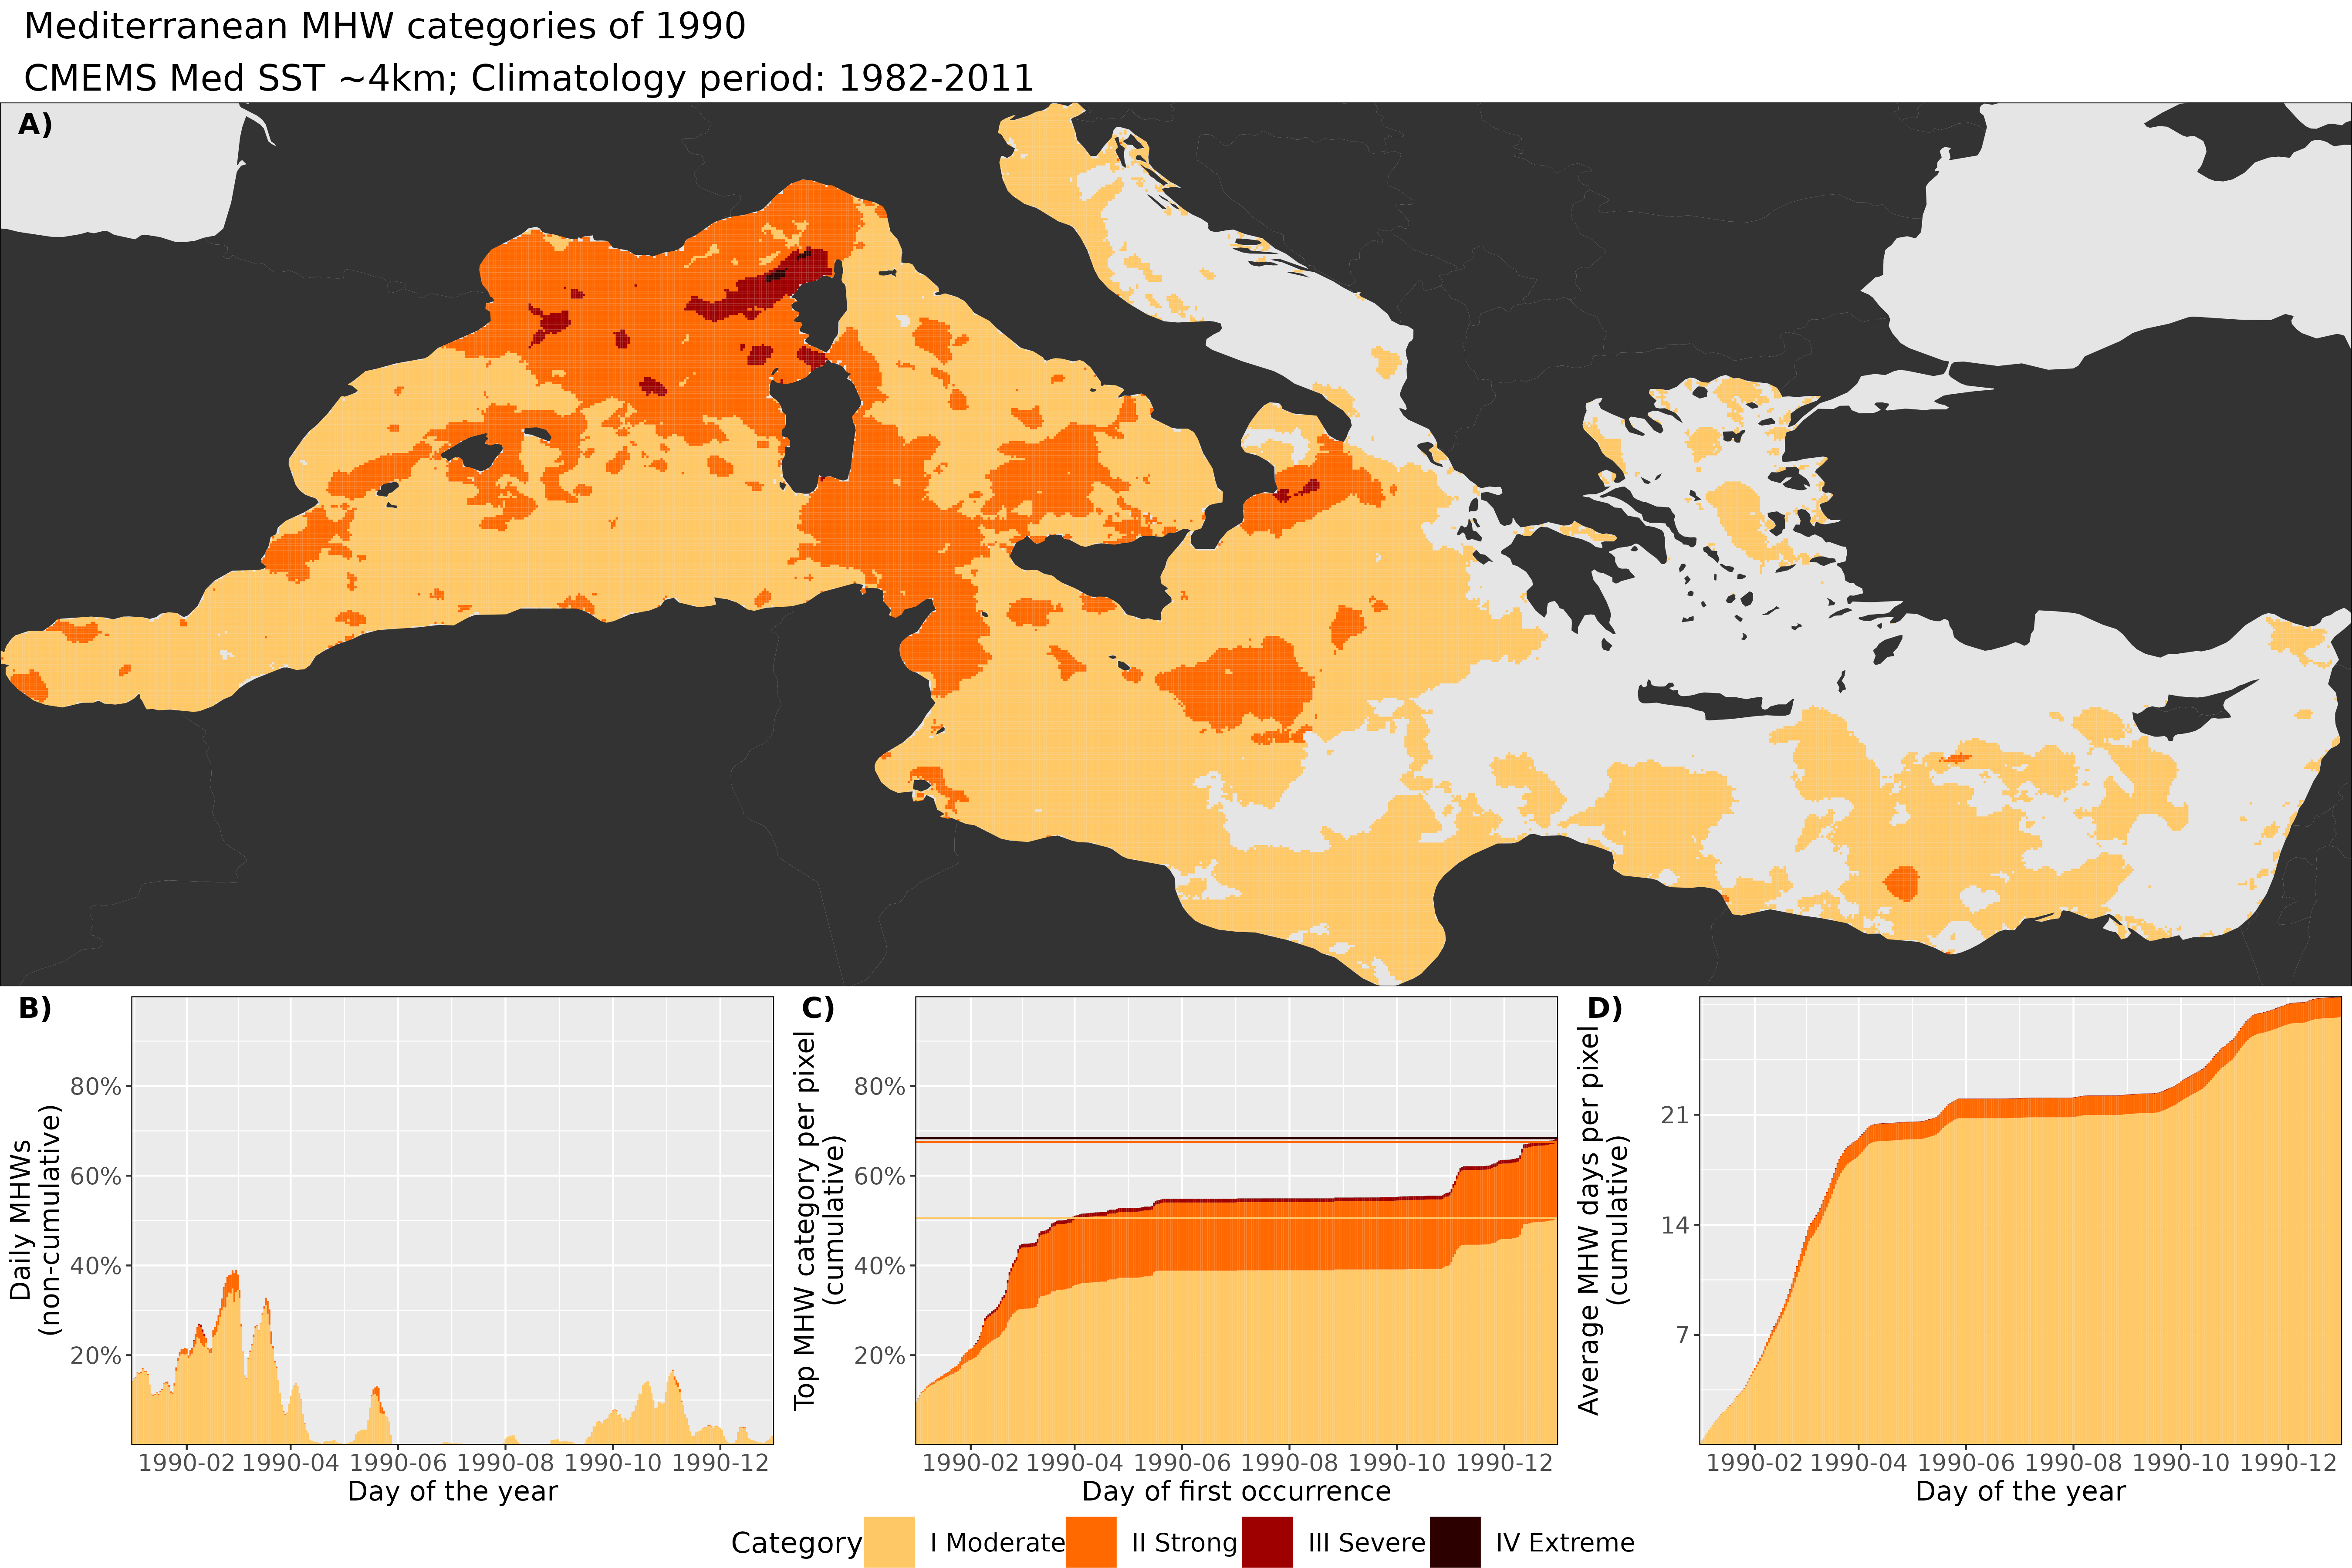 Mediterranean MHW categories of 1990
CMEMS Med SST ~4km; Climatology period: 1982-2011
A)
B)
Daily MHWs
(non-cumulative)
80%
60%
40%
20%
1990-02 1990-04 1990-06 1990-08 1990-10 1990-12
Day of the year
C)
Top MHW category per pixel
(cumulative)
80%
60%
40%
20%
1990-02 1990-04 1990-06 1990-08 1990-10 1990-12
Day of first occurrence
D)
Average MHW days per pixel
(cumulative)
21
14
7
1990-02 1990-04 1990-06 1990-08 1990-10 1990-12
Day of the year
Category I Moderate II Strong III Severe IV Extreme